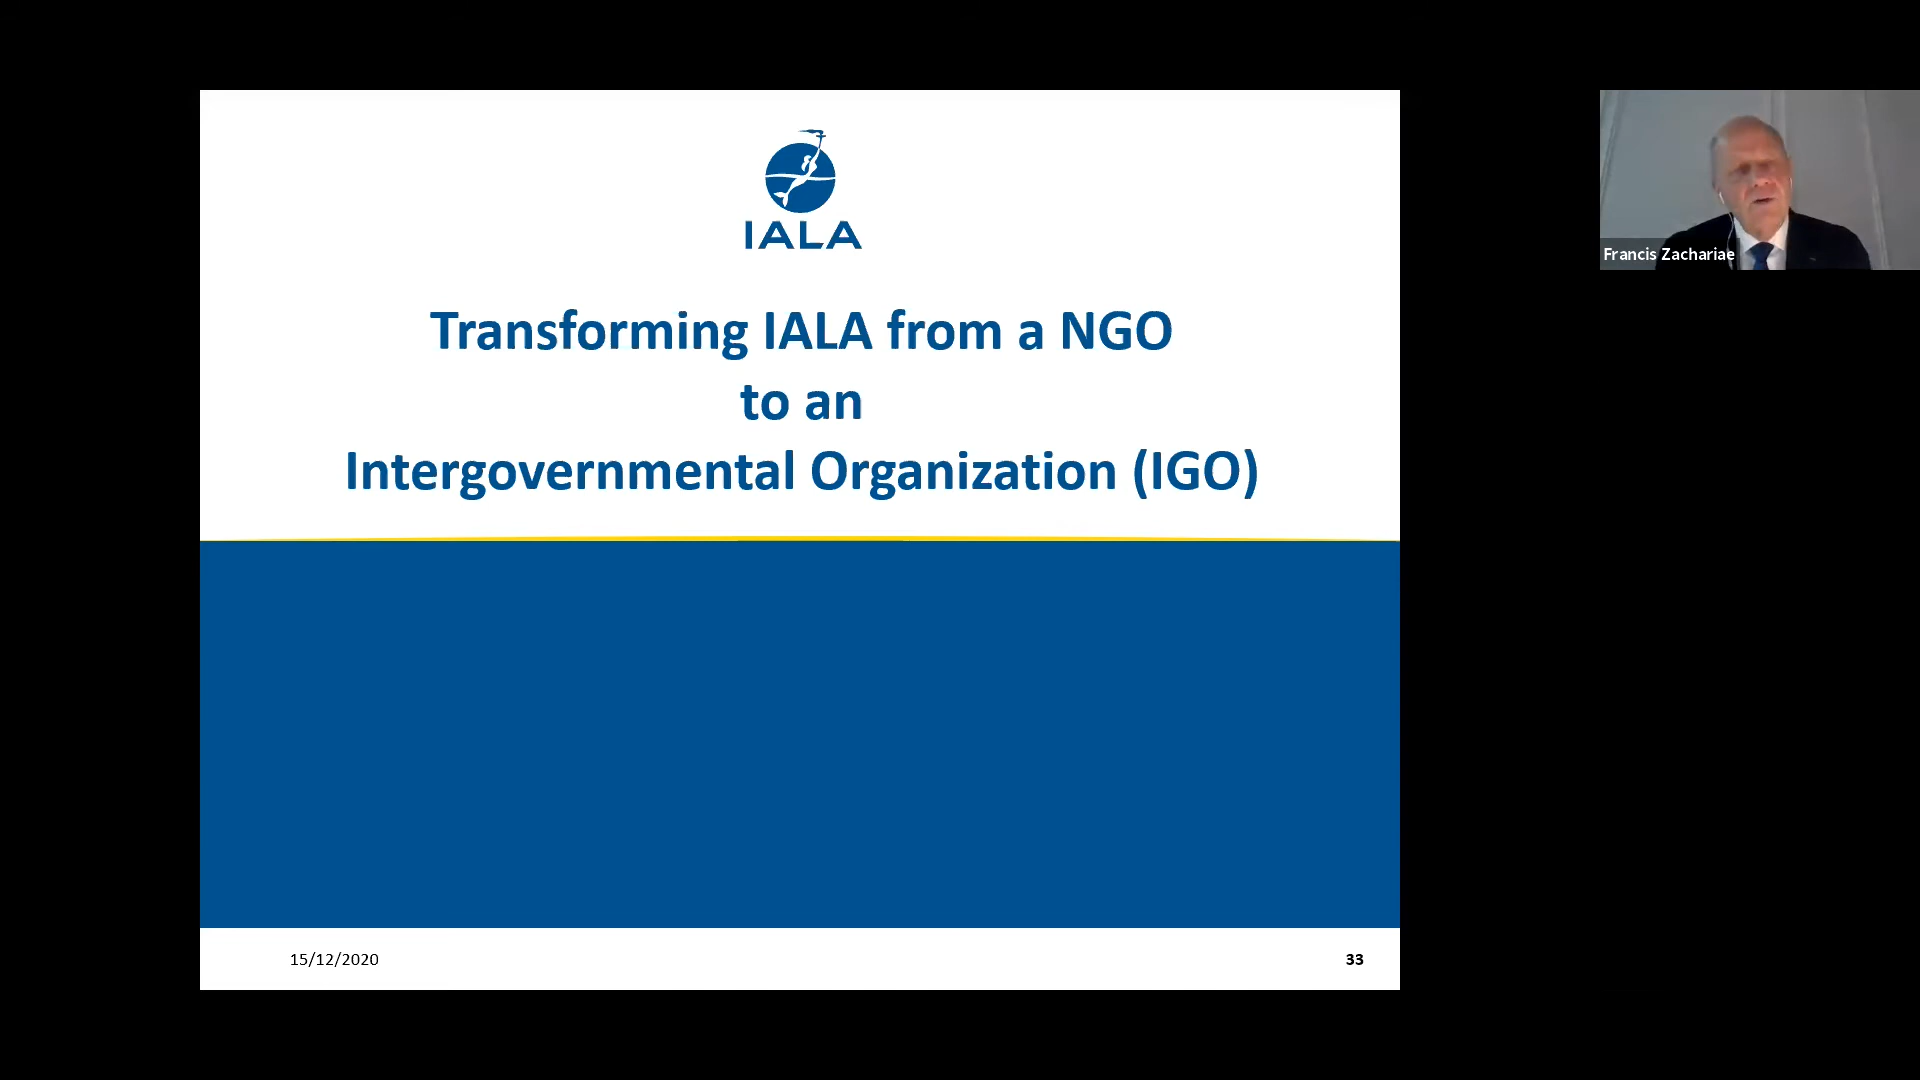 IALA
Transforming IALA from a NGO
to an
Intergovernmental Organization (IGO)
15/12/2020
33
Francis Zachariae